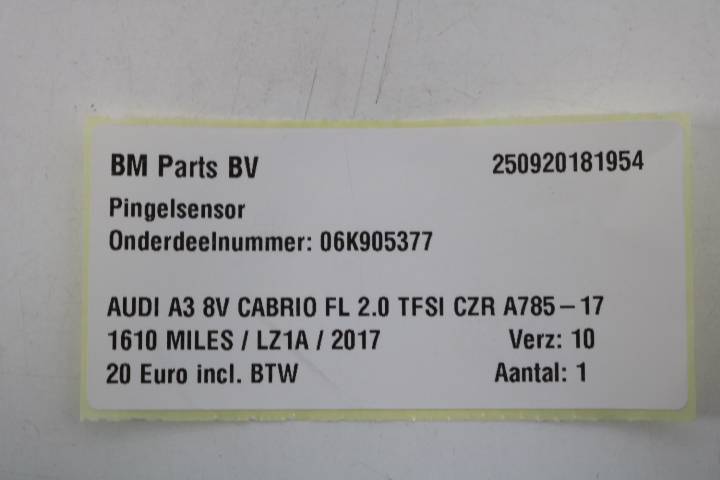 BM Parts BV 250920181954
Pingelsensor
Onderdeelnummer: 06K905377
AUDI A3 8V CABRIO FL 2.0 TFSI CZR A785-17
1610 MILES / LZ1A / 2017 Verz: 10
20 Euro incl. BTW Aantal: 1